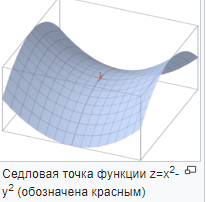 Седловая точка функции z=x²-
y² (обозначена красным)